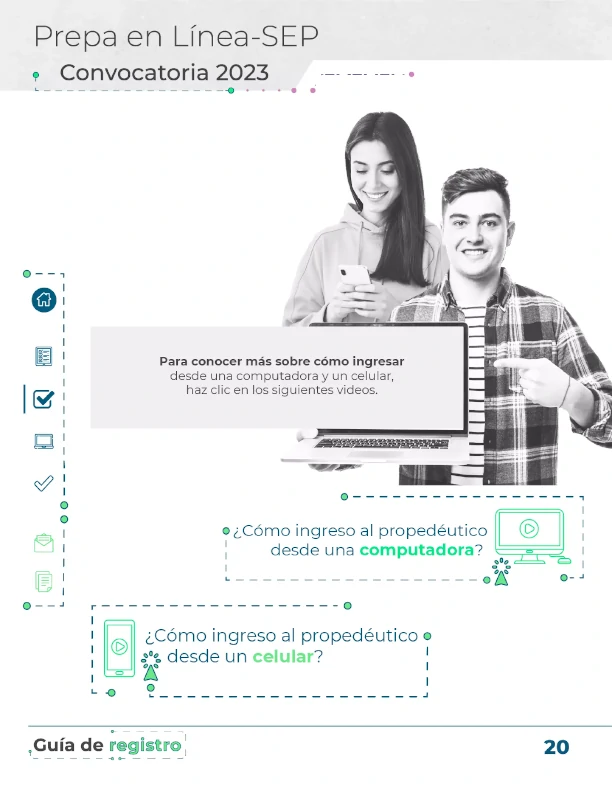 Prepa en Línea-SEP
Convocatoria 2023
Para conocer más sobre cómo ingresar
desde una computadora y un celular,
haz clic en los siguientes videos.
¿Cómo ingreso al propedéutico
desde una computadora?
¿Cómo ingreso al propedéutico
desde un celular?
Guía de registro
20